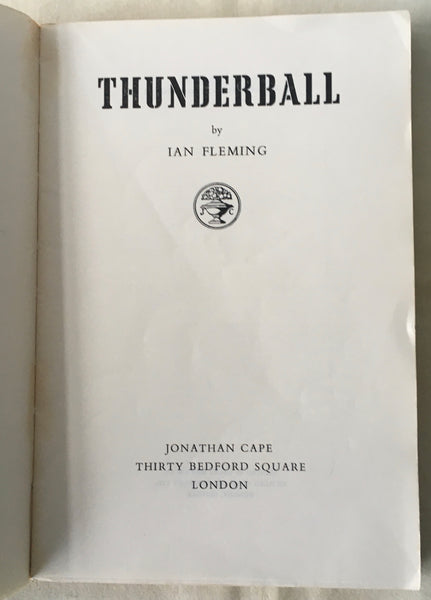 THUNDERBALL
by
IAN FLEMING
J C
JONATHAN CAPE
THIRTY BEDFORD SQUARE
LONDON